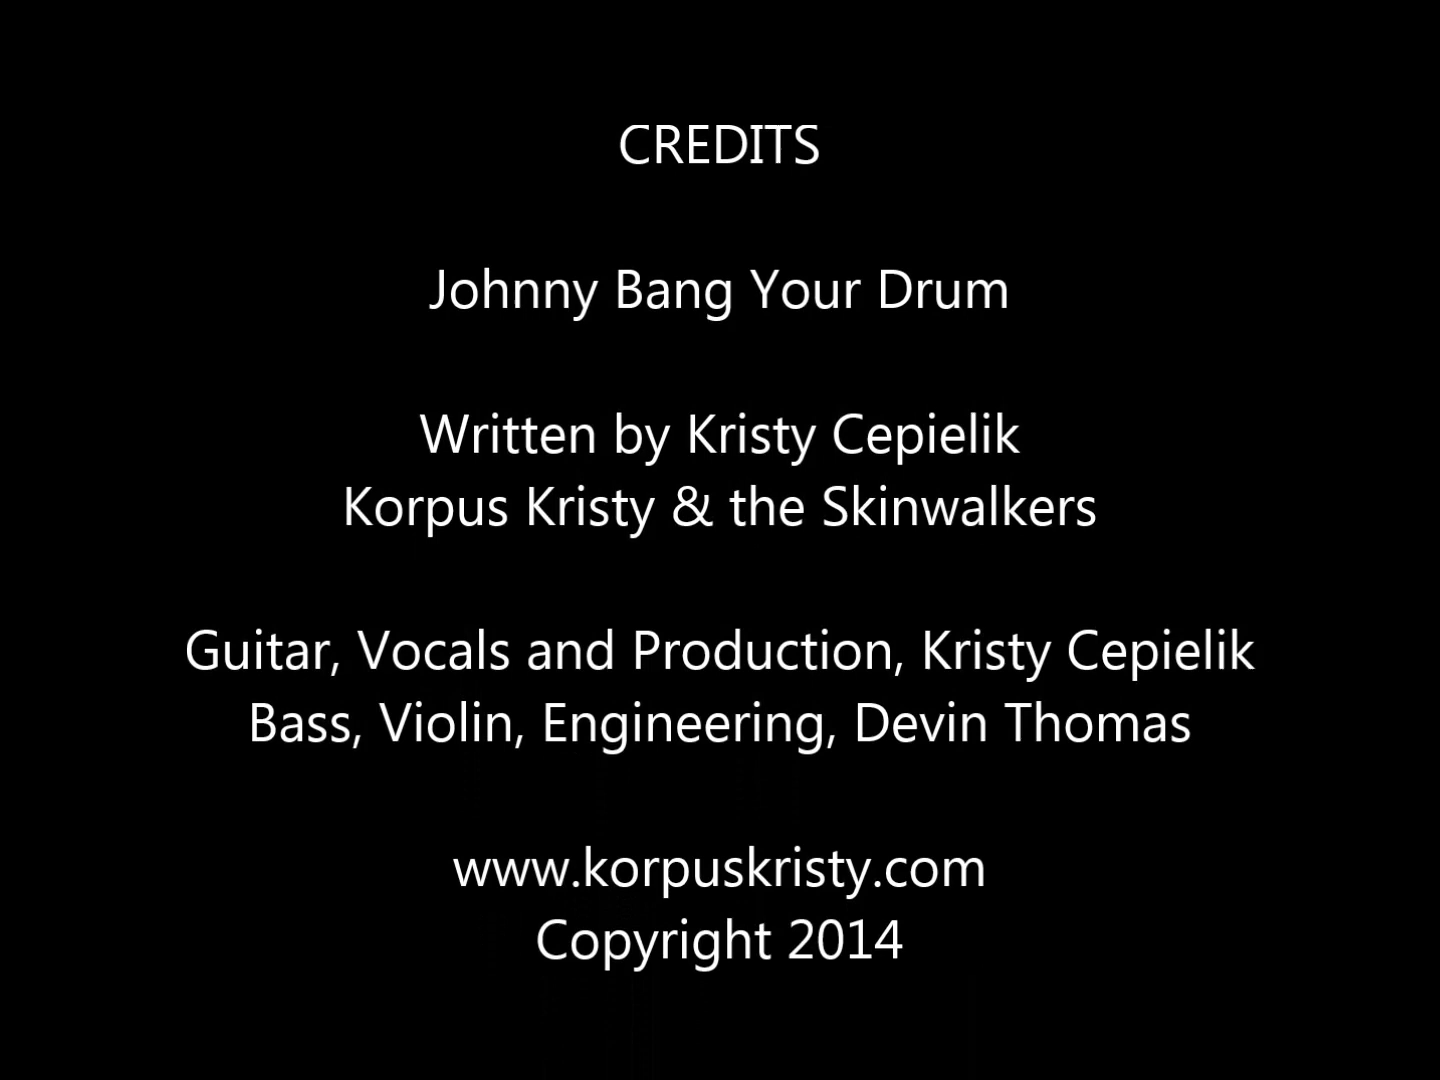 CREDITS
Johnny Bang Your Drum
Written by Kristy Cepielik
Korpus Kristy & the Skinwalkers
Guitar, Vocals and Production, Kristy Cepielik
Bass, Violin, Engineering, Devin Thomas
www.korpuskristy.com
Copyright 2014